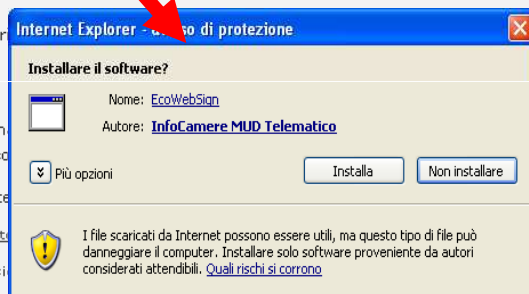 Internet Explorer - avviso di protezione
Installare il software?
Nome: EcoWebSign
Autore: InfoCamere MUD Telematico
Più opzioni
Installa
Non installare
I file scaricati da Internet possono essere utili, ma questo tipo di file può
danneggiare il computer. Installare solo software proveniente da autori
considerati attendibili. Quali rischi si corrono